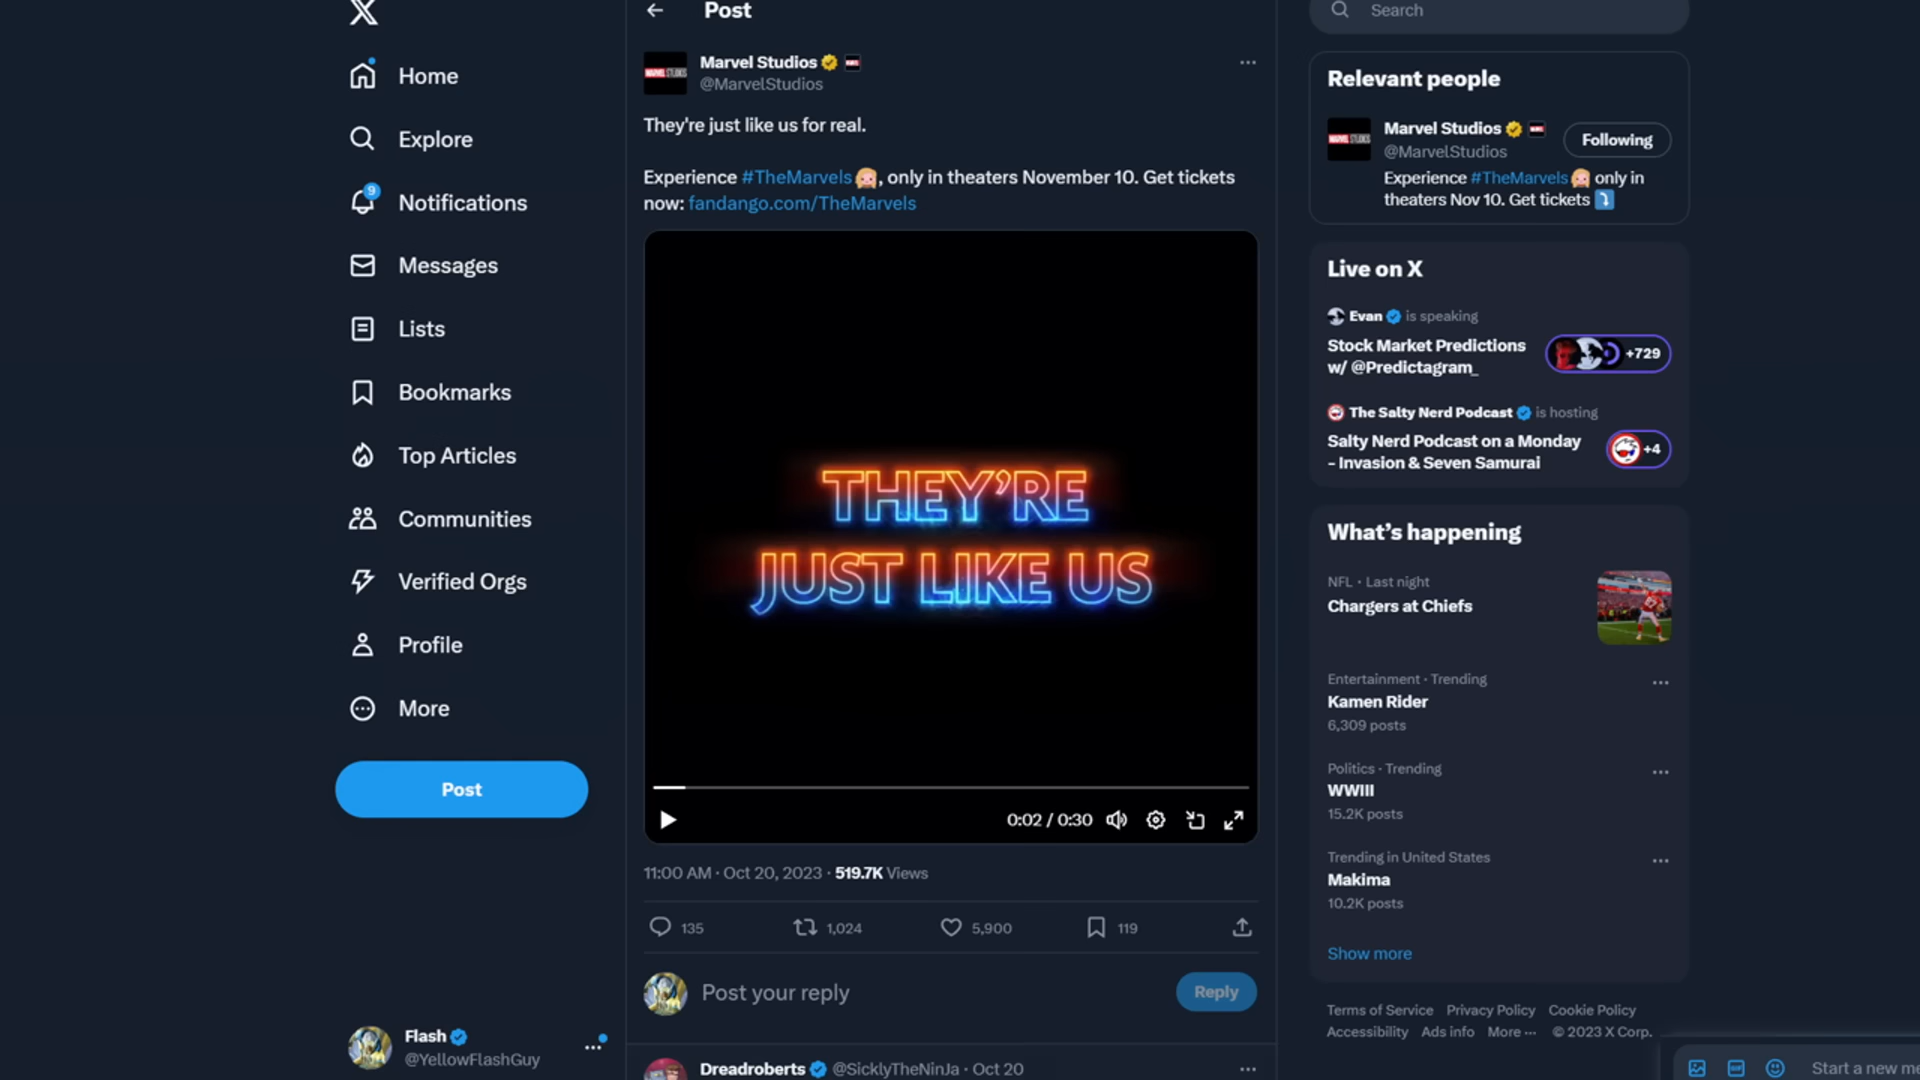 Home
Explore
9
Notifications
Messages
Lists
Bookmarks
Top Articles
Communities
Verified Orgs
Profile
More
Post
Flash
@YellowFlashGuy
Post
MARVEL STUDIOS
Marvel Studios
@MarvelStudios
They're just like us for real.
Experience #TheMarvels, only in theaters November 10. Get tickets
now: fandango.com/TheMarvels
THEY'RE
JUST LIKE US
0:02 / 0:30
11:00 AM · Oct 20, 2023 · 519.7K Views
135
1,024
5,900
119
Post your reply
Reply
Dreadroberts @SicklyTheNinJa · Oct 20
Search
Relevant people
MARVEL STUDIOS
Marvel Studios
@MarvelStudios
Following
Experience #TheMarvels only in
theaters Nov 10. Get tickets
Live on X
Evan is speaking
Stock Market Predictions
w/ @Predictagram_
+729
The Salty Nerd Podcast is hosting
Salty Nerd Podcast on a Monday
- Invasion & Seven Samurai
+4
What's happening
NFL · Last night
Chargers at Chiefs
Entertainment · Trending
Kamen Rider
6,309 posts
Politics · Trending
WWIII
15.2K posts
Trending in United States
Makima
10.2K posts
Show more
Terms of Service Privacy Policy Cookie Policy
Accessibility Ads info More ··· © 2023 X Corp.
Start a new me